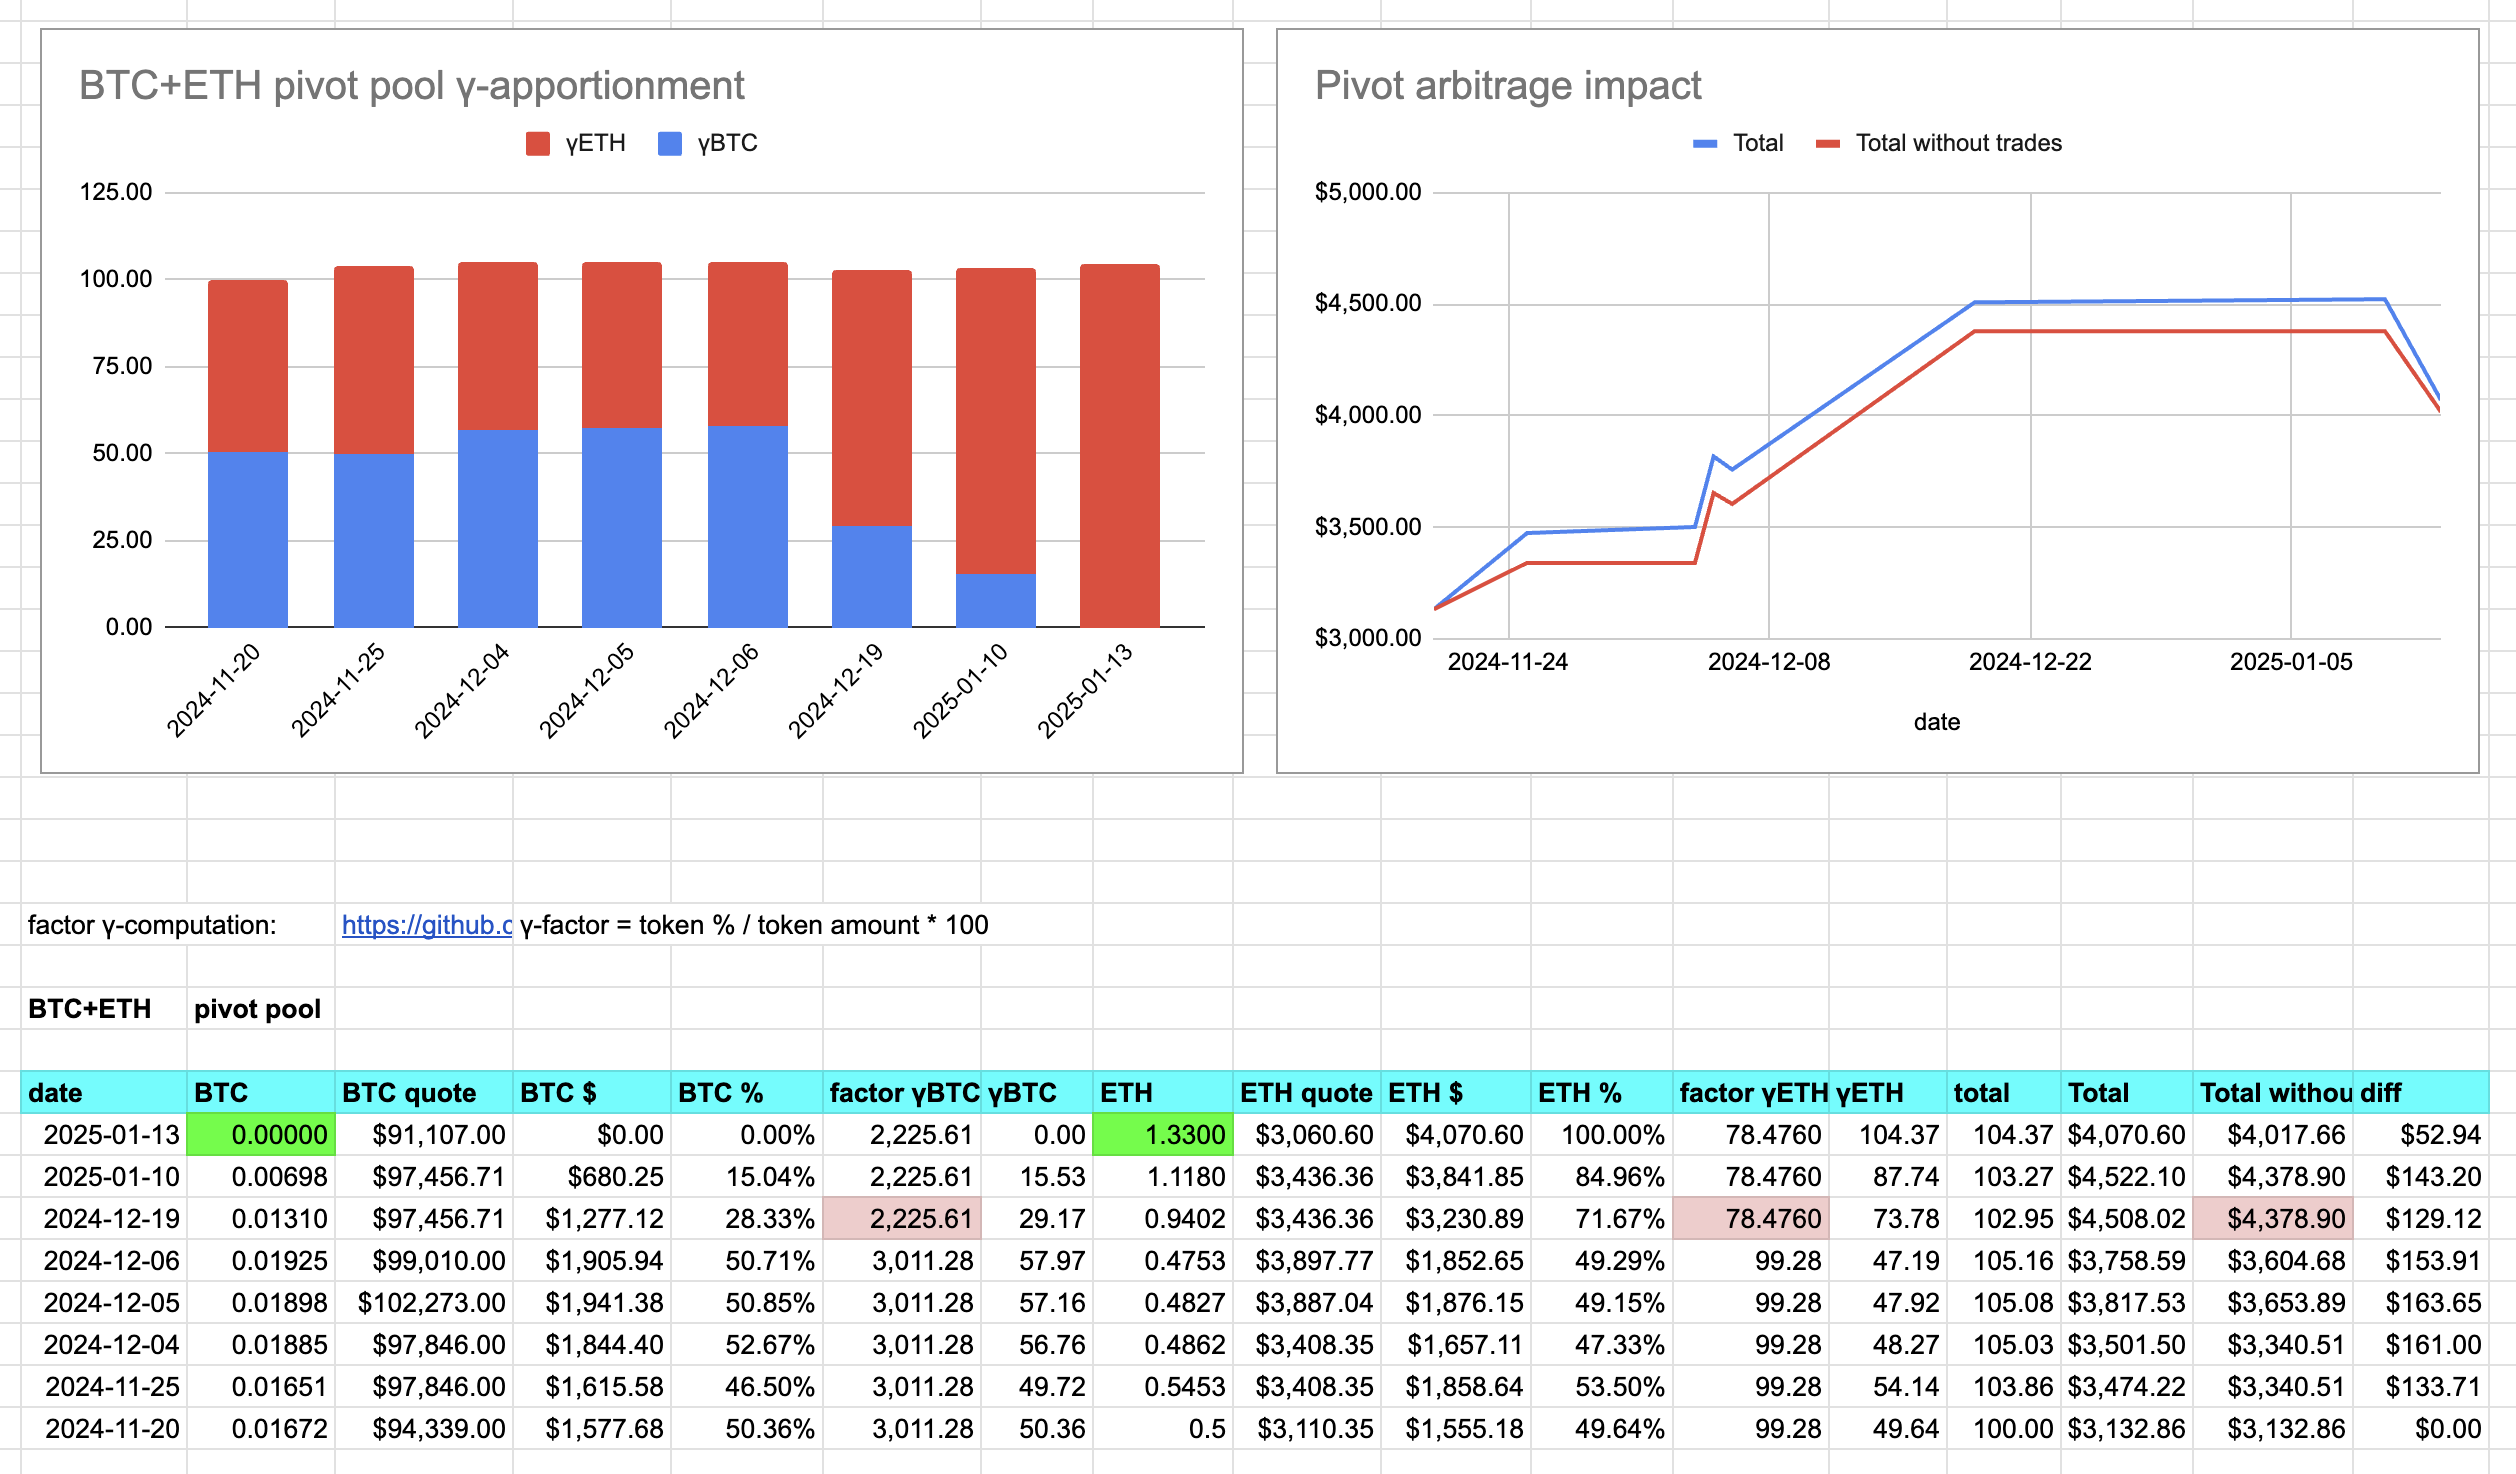 BTC+ETH pivot pool γ-apportionment
γETH γBTC
125.00
100.00
75.00
50.00
25.00
0.00
2024-11-20 2024-11-25 2024-12-04 2024-12-05 2024-12-06 2024-12-19 2025-01-10 2025-01-13
Pivot arbitrage impact
Total Total without trades
$5,000.00
$4,500.00
$4,000.00
$3,500.00
$3,000.00
2024-11-24 2024-12-08 2024-12-22 2025-01-05
date
factor γ-computation: https://github.c γ-factor = token % / token amount * 100
BTC+ETH pivot pool
date BTC BTC quote BTC $ BTC % factor γBTC γBTC ETH ETH quote ETH $ ETH % factor γETH γETH total Total Total withou diff
2025-01-13 0.00000 $91,107.00 $0.00 0.00% 2,225.61 0.00 1.3300 $3,060.60 $4,070.60 100.00% 78.4760 104.37 104.37 $4,070.60 $4,017.66 $52.94
2025-01-10 0.00698 $97,456.71 $680.25 15.04% 2,225.61 15.53 1.1180 $3,436.36 $3,841.85 84.96% 78.4760 87.74 103.27 $4,522.10 $4,378.90 $143.20
2024-12-19 0.01310 $97,456.71 $1,277.12 28.33% 2,225.61 29.17 0.9402 $3,436.36 $3,230.89 71.67% 78.4760 73.78 102.95 $4,508.02 $4,378.90 $129.12
2024-12-06 0.01925 $99,010.00 $1,905.94 50.71% 3,011.28 57.97 0.4753 $3,897.77 $1,852.65 49.29% 99.28 47.19 105.16 $3,758.59 $3,604.68 $153.91
2024-12-05 0.01898 $102,273.00 $1,941.38 50.85% 3,011.28 57.16 0.4827 $3,887.04 $1,876.15 49.15% 99.28 47.92 105.08 $3,817.53 $3,653.89 $163.65
2024-12-04 0.01885 $97,846.00 $1,844.40 52.67% 3,011.28 56.76 0.4862 $3,408.35 $1,657.11 47.33% 99.28 48.27 105.03 $3,501.50 $3,340.51 $161.00
2024-11-25 0.01651 $97,846.00 $1,615.58 46.50% 3,011.28 49.72 0.5453 $3,408.35 $1,858.64 53.50% 99.28 54.14 103.86 $3,474.22 $3,340.51 $133.71
2024-11-20 0.01672 $94,339.00 $1,577.68 50.36% 3,011.28 50.36 0.5 $3,110.35 $1,555.18 49.64% 99.28 49.64 100.00 $3,132.86 $3,132.86 $0.00